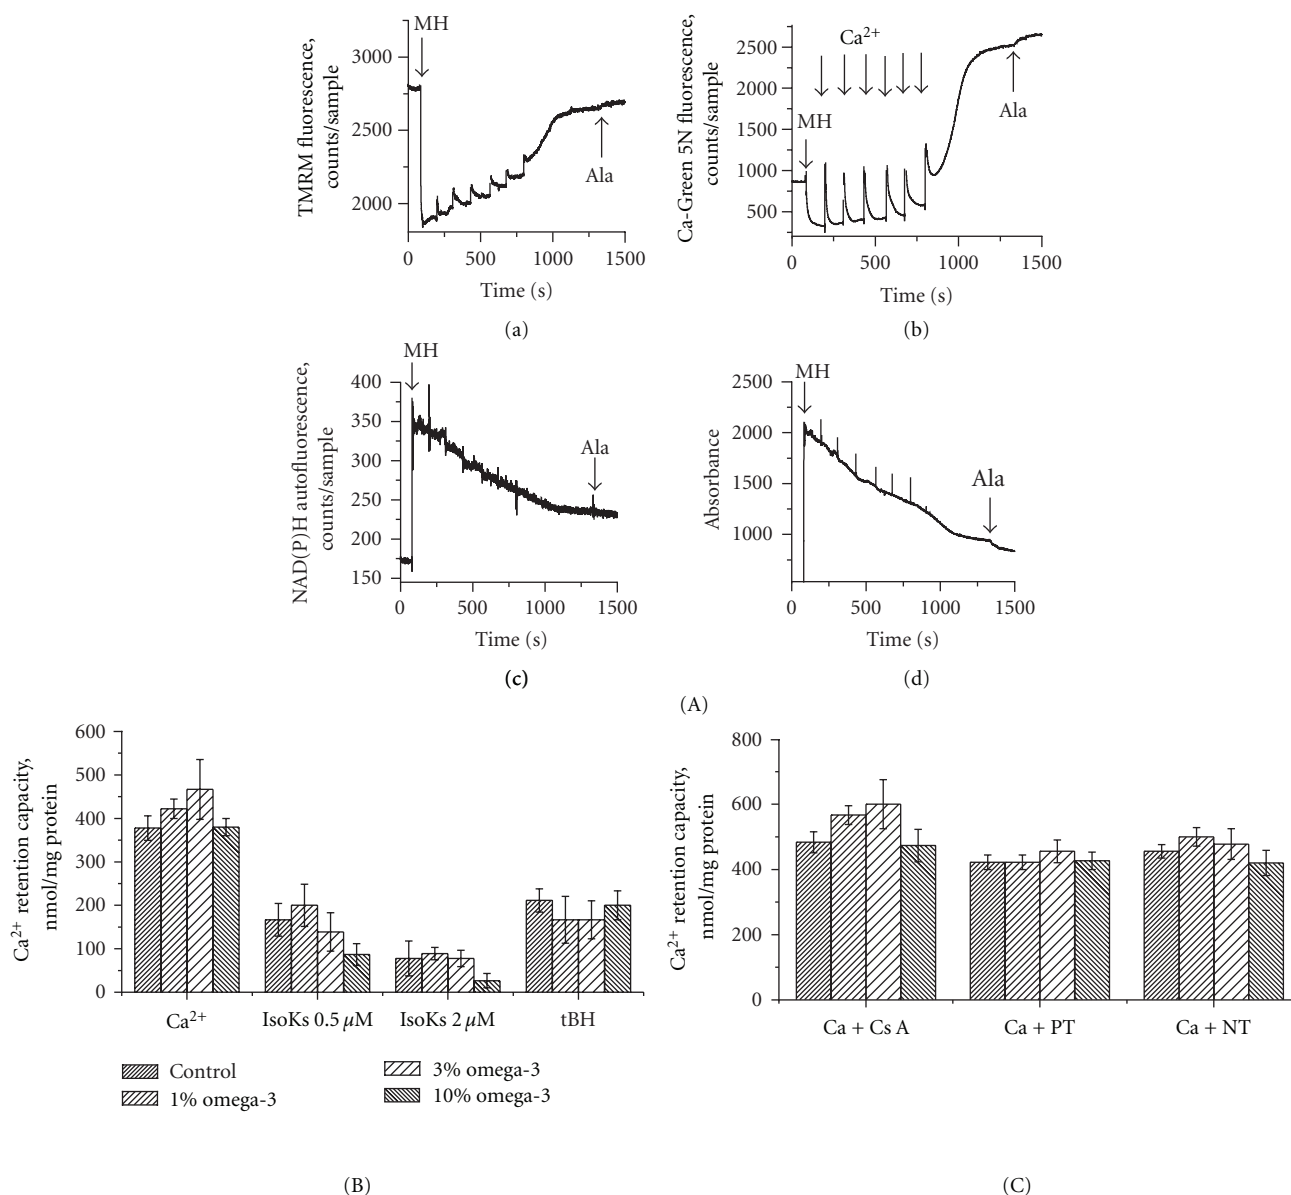 MH
3000
2500
2000
TMRM fluorescence,
counts/sample
Ala
0 500 1000 1500
Time (s)
(a)
Ca²⁺
2500
2000
1500
1000
500
Ca-Green 5N fluorescence,
counts/sample
MH
Ala
0 500 1000 1500
Time (s)
(b)
MH
400
350
300
250
200
150
NAD(P)H autofluorescence,
counts/sample
Ala
0 500 1000 1500
Time (s)
(c)
MH
2500
2000
1500
1000
Absorbance
Ala
0 500 1000 1500
Time (s)
(d)
(A)
600
500
400
300
200
100
0
Ca²⁺ retention capacity,
nmol/mg protein
Ca²⁺ IsoKs 0.5 µM IsoKs 2 µM tBH
Control
1% omega-3
3% omega-3
10% omega-3
(B)
800
600
400
200
0
Ca²⁺ retention capacity,
nmol/mg protein
Ca + Cs A Ca + PT Ca + NT
(C)